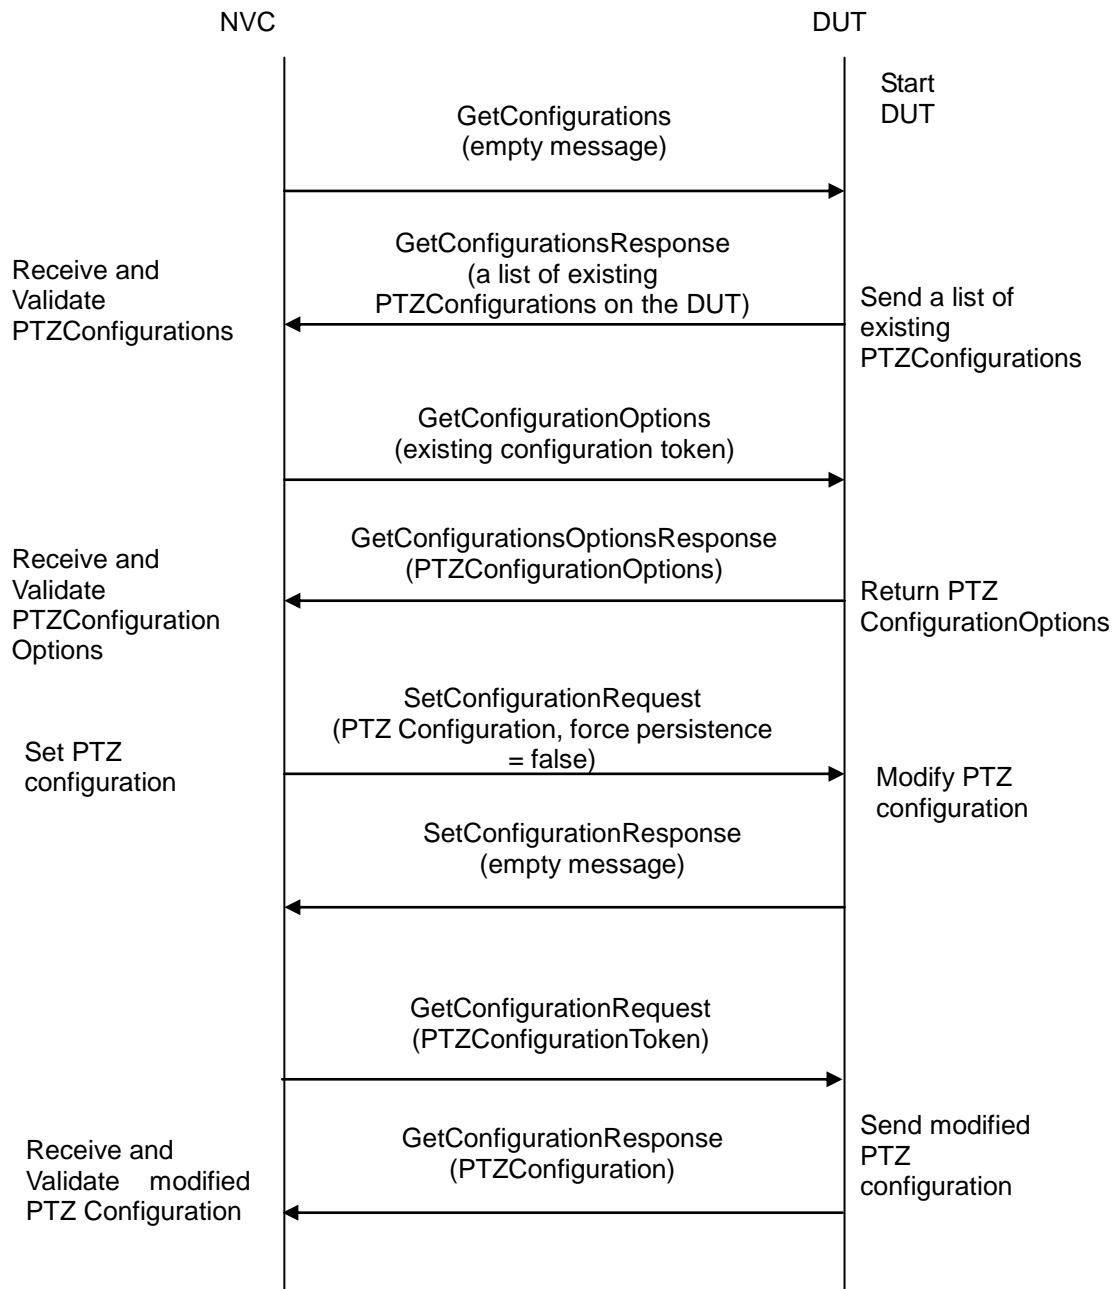 NVC
DUT
Start
DUT
GetConfigurations
(empty message)
GetConfigurationsResponse
(a list of existing
PTZConfigurations on the DUT)
Receive and
Validate
PTZConfigurations
Send a list of
existing
PTZConfigurations
GetConfigurationOptions
(existing configuration token)
GetConfigurationsOptionsResponse
(PTZConfigurationOptions)
Receive and
Validate
PTZConfiguration
Options
Return PTZ
ConfigurationOptions
SetConfigurationRequest
(PTZ Configuration, force persistence
= false)
Set PTZ
configuration
Modify PTZ
configuration
SetConfigurationResponse
(empty message)
GetConfigurationRequest
(PTZConfigurationToken)
GetConfigurationResponse
(PTZConfiguration)
Send modified
PTZ
configuration
Receive and
Validate modified
PTZ Configuration